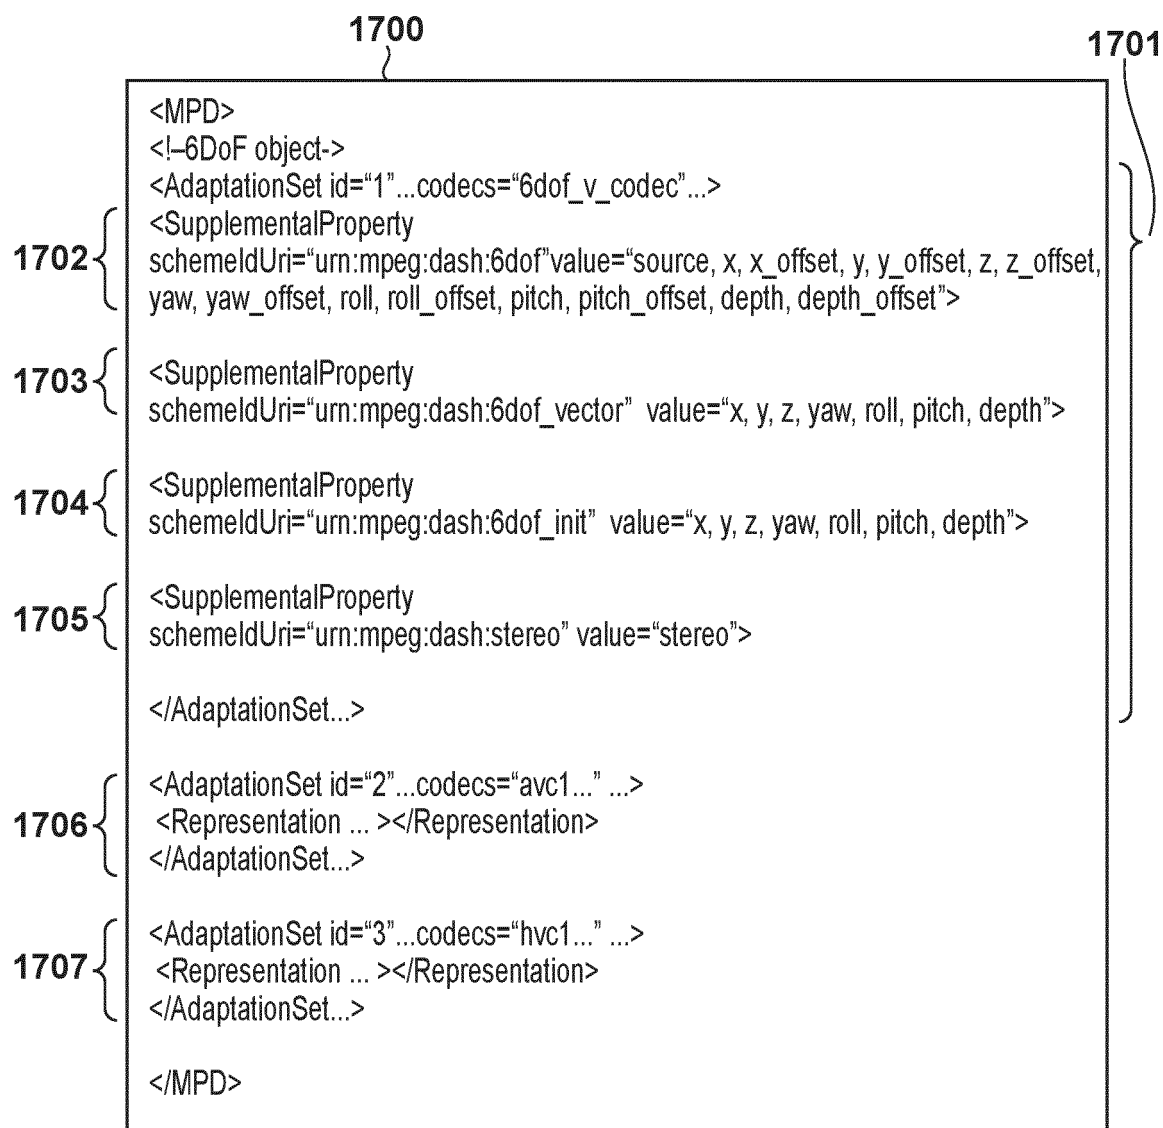 1700
1701
<MPD>
<!–6DoF object->
<AdaptationSet id=“1”...codecs=“6dof_v_codec”...>
1702
<SupplementalProperty
schemeIdUri=“urn:mpeg:dash:6dof”value=“source, x, x_offset, y, y_offset, z, z_offset,
yaw, yaw_offset, roll, roll_offset, pitch, pitch_offset, depth, depth_offset”>
1703
<SupplementalProperty
schemeIdUri=“urn:mpeg:dash:6dof_vector” value=“x, y, z, yaw, roll, pitch, depth”>
1704
<SupplementalProperty
schemeIdUri=“urn:mpeg:dash:6dof_init” value=“x, y, z, yaw, roll, pitch, depth”>
1705
<SupplementalProperty
schemeIdUri=“urn:mpeg:dash:stereo” value=“stereo”>
</AdaptationSet...>
1706
<AdaptationSet id=“2”...codecs=“avc1...” ...>
<Representation ... ></Representation>
</AdaptationSet...>
1707
<AdaptationSet id=“3”...codecs=“hvc1...” ...>
<Representation ... ></Representation>
</AdaptationSet...>
</MPD>